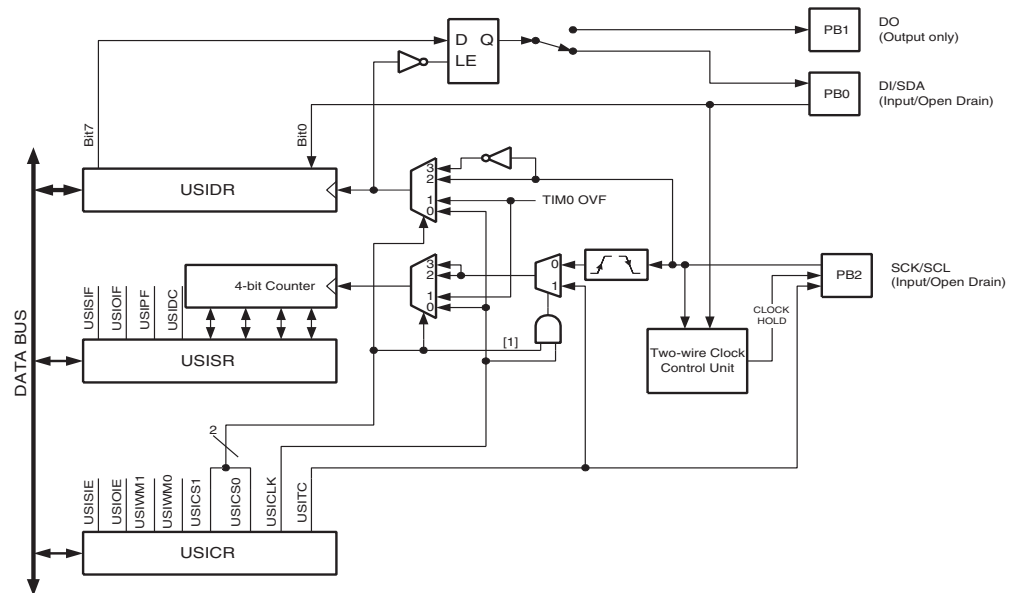 DO
(Output only)
PB1
D Q
LE
DI/SDA
(Input/Open Drain)
PB0
Bit7
Bit0
USIDR
3
2
1
0
TIM0 OVF
SCK/SCL
(Input/Open Drain)
PB2
3
2
1
0
0
1
4-bit Counter
USISIF
USIOIF
USIPF
USIDC
CLOCK
HOLD
[1]
USISR
Two-wire Clock
Control Unit
DATA BUS
2
USISIE
USIOIE
USIWM1
USIWM0
USICS1
USICS0
USICLK
USITC
USICR